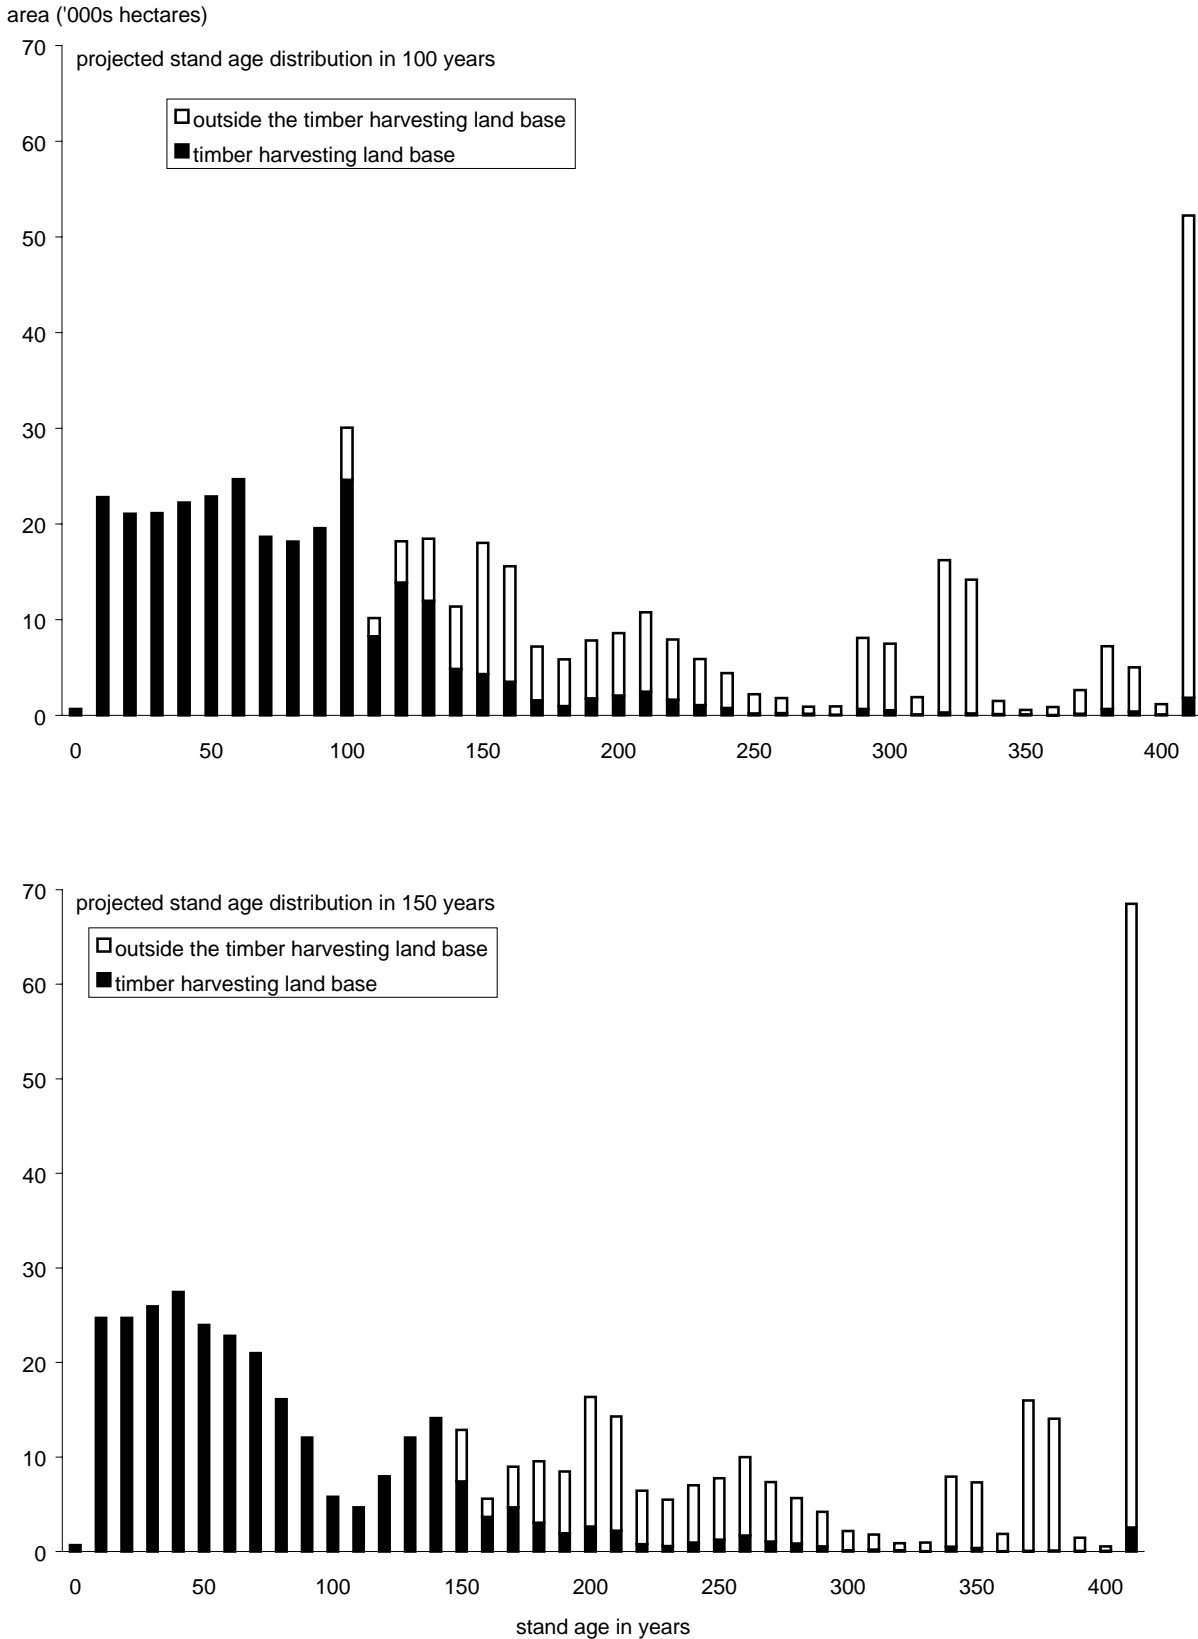 area ('000s hectares)
70
projected stand age distribution in 100 years
outside the timber harvesting land base
60
timber harvesting land base
50
40
30
20
10
0
0 50 100 150 200 250 300 350 400
70
projected stand age distribution in 150 years
outside the timber harvesting land base
60
timber harvesting land base
50
40
30
20
10
0
0 50 100 150 200 250 300 350 400
stand age in years